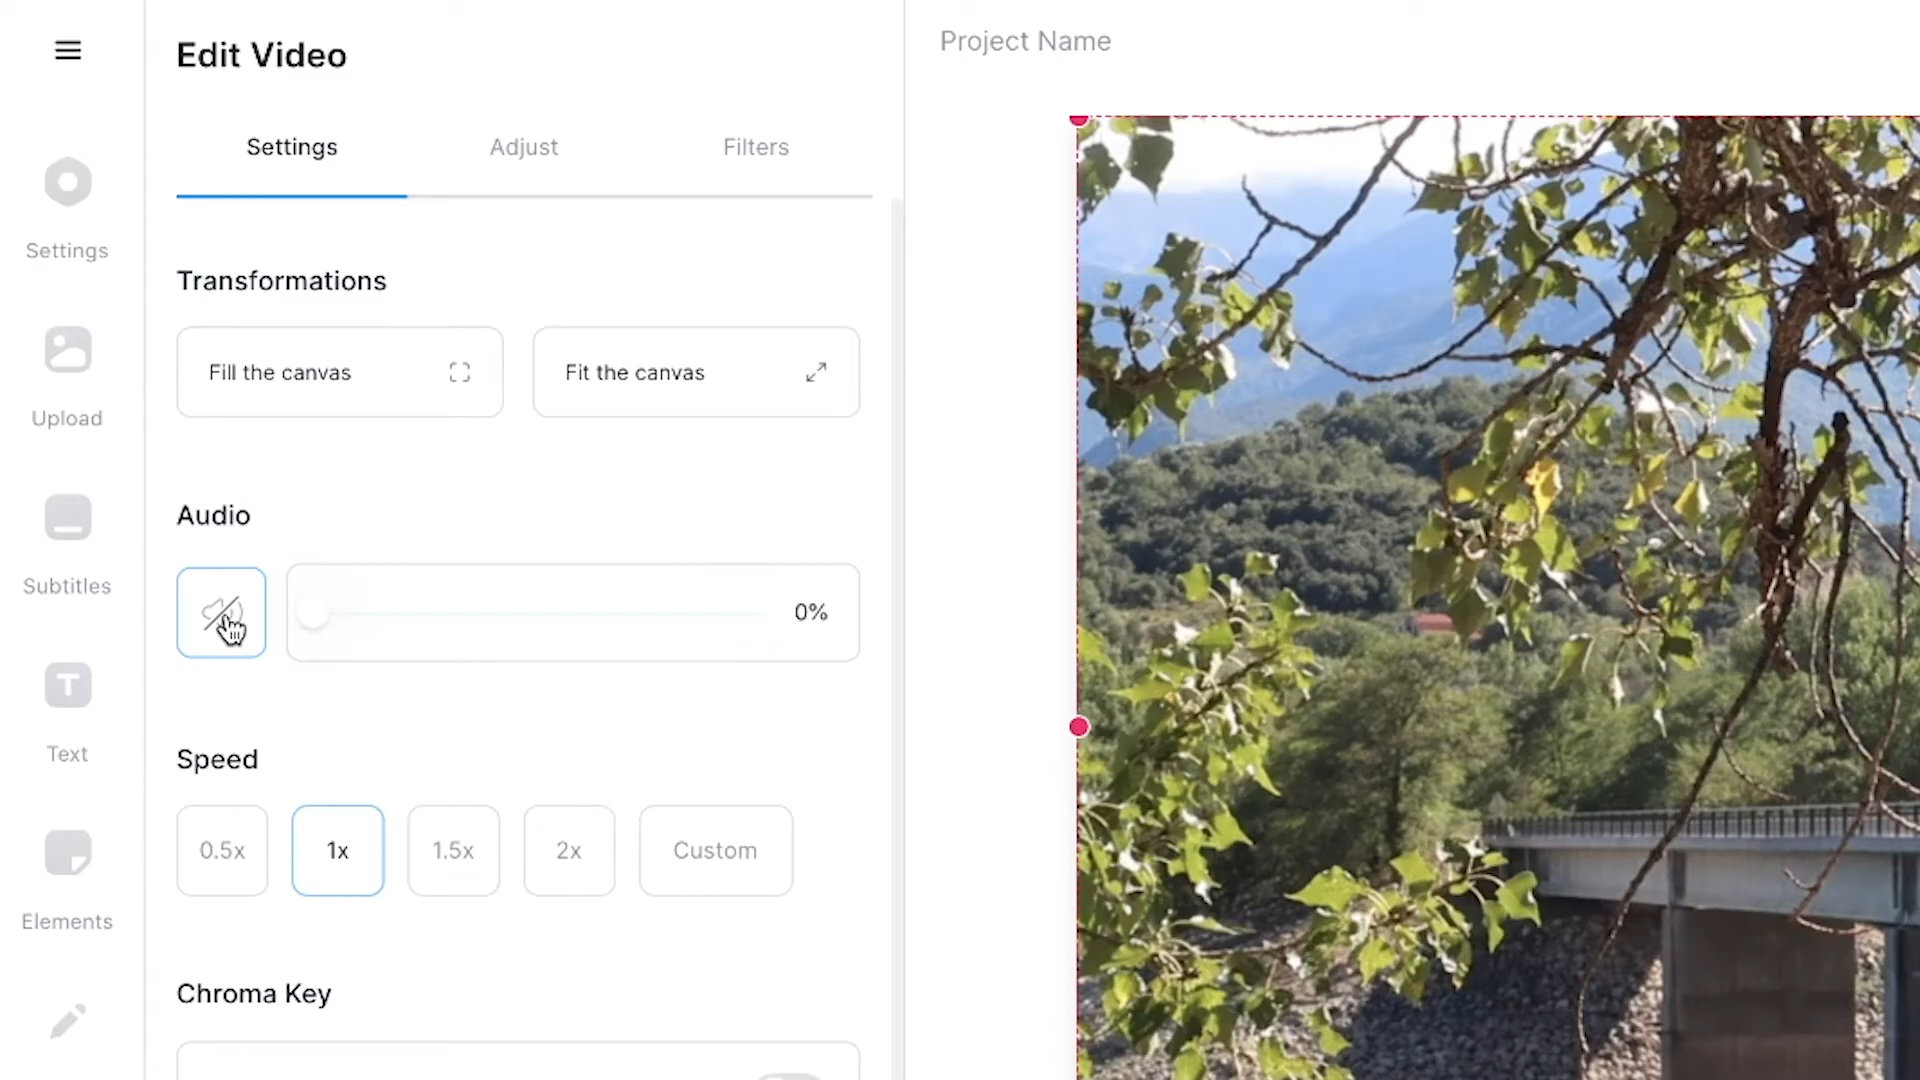 Edit Video
Project Name
Settings Adjust Filters
Settings
Transformations
Fill the canvas Fit the canvas
Upload
Audio
0%
Subtitles
Speed
Text
0.5x 1x 1.5x 2x Custom
Elements
Chroma Key